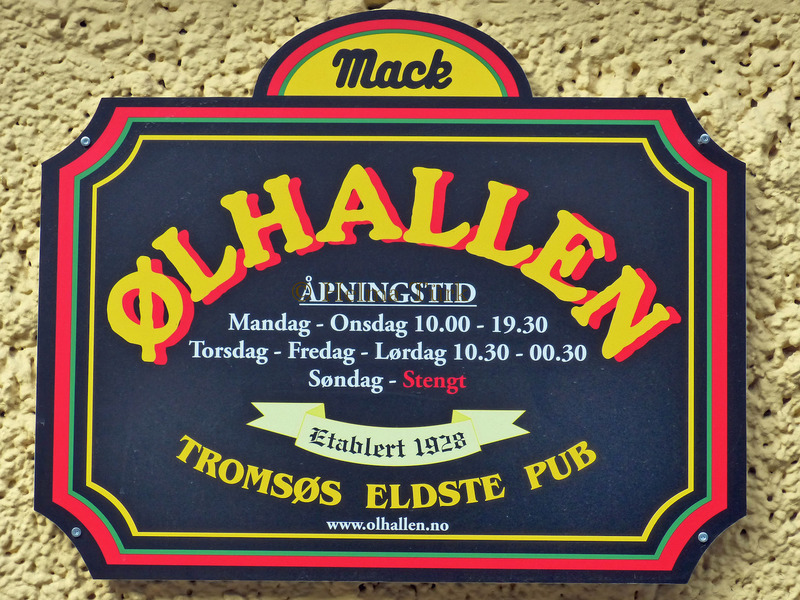 Mack
ØLHALLEN
ÅPNINGSTID
Mandag - Onsdag 10.00 - 19.30
Torsdag - Fredag - Lørdag 10.30 - 00.30
Søndag - Stengt
Etablert 1928
TROMSØS ELDSTE PUB
www.olhallen.no